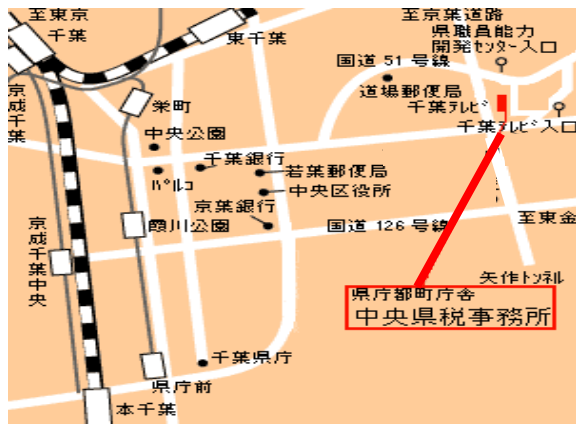 至東京
千葉
東千葉
至京葉道路
県職員能力
開発センター入口
国道 51 号線
道場郵便局
千葉テレビ
千葉テレビ入口
京成千葉
栄町
中央公園
千葉銀行
パルコ
若葉郵便局
中央区役所
京葉銀行
葭川公園
国道 126 号線
至東金
京成千葉中央
矢作トンネル
県庁都町庁舎
中央県税事務所
千葉県庁
県庁前
本千葉